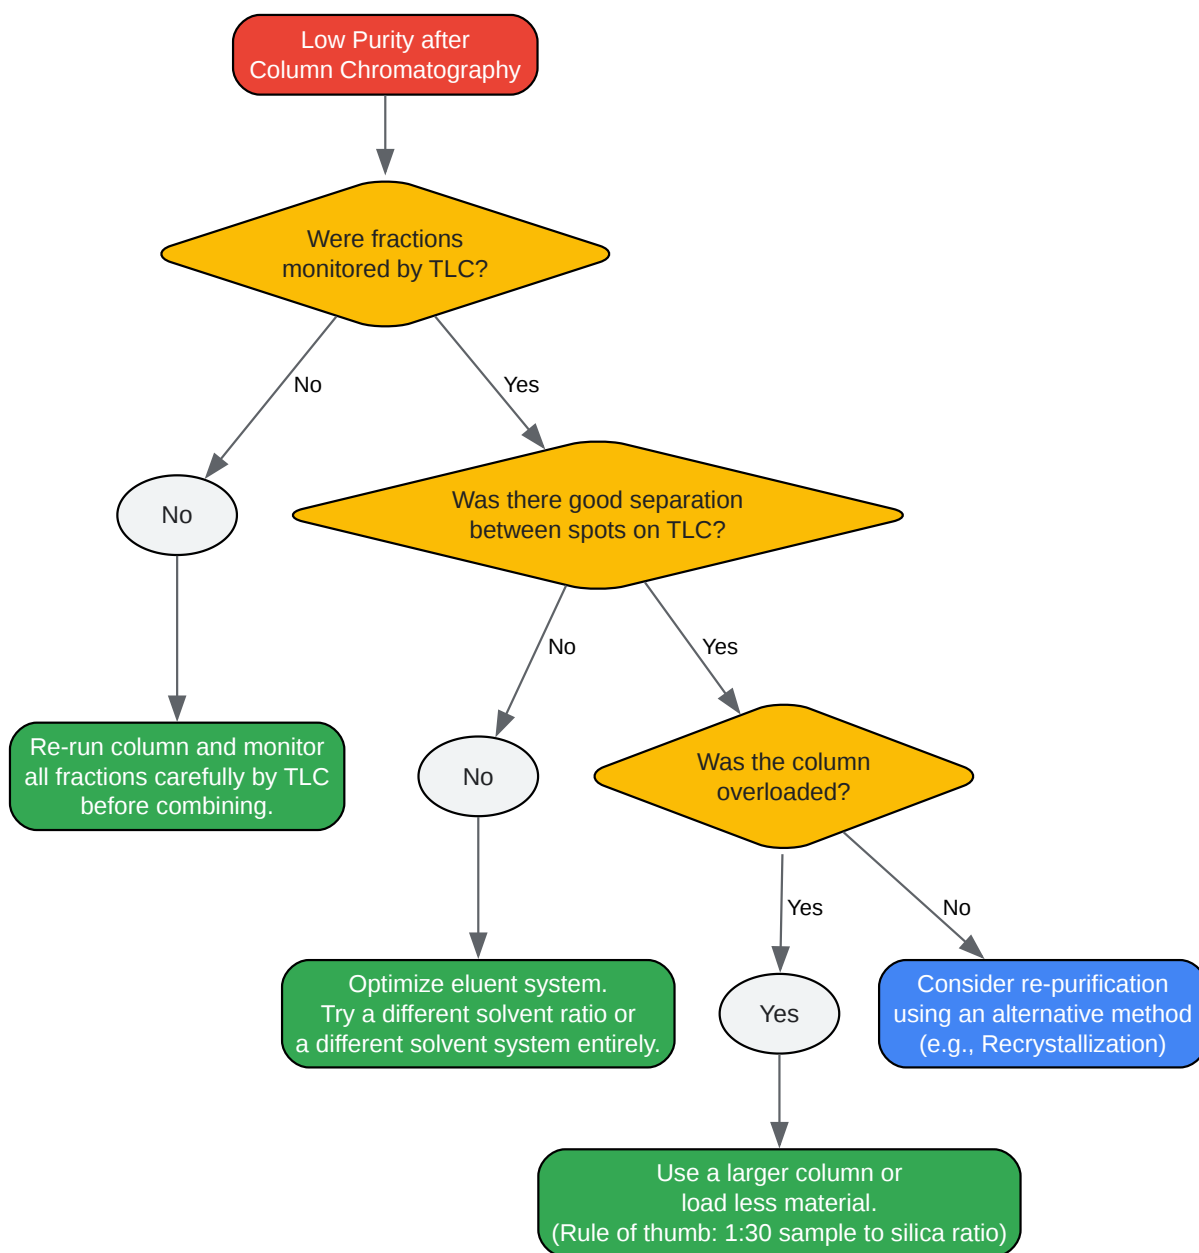 Low Purity after
Column Chromatography
Were fractions
monitored by TLC?
No
Yes
No
Was there good separation
between spots on TLC?
No
Yes
Re-run column and monitor
all fractions carefully by TLC
before combining.
No
Was the column
overloaded?
Yes
No
Optimize eluent system.
Try a different solvent ratio or
a different solvent system entirely.
Yes
Consider re-purification
using an alternative method
(e.g., Recrystallization)
Use a larger column or
load less material.
(Rule of thumb: 1:30 sample to silica ratio)